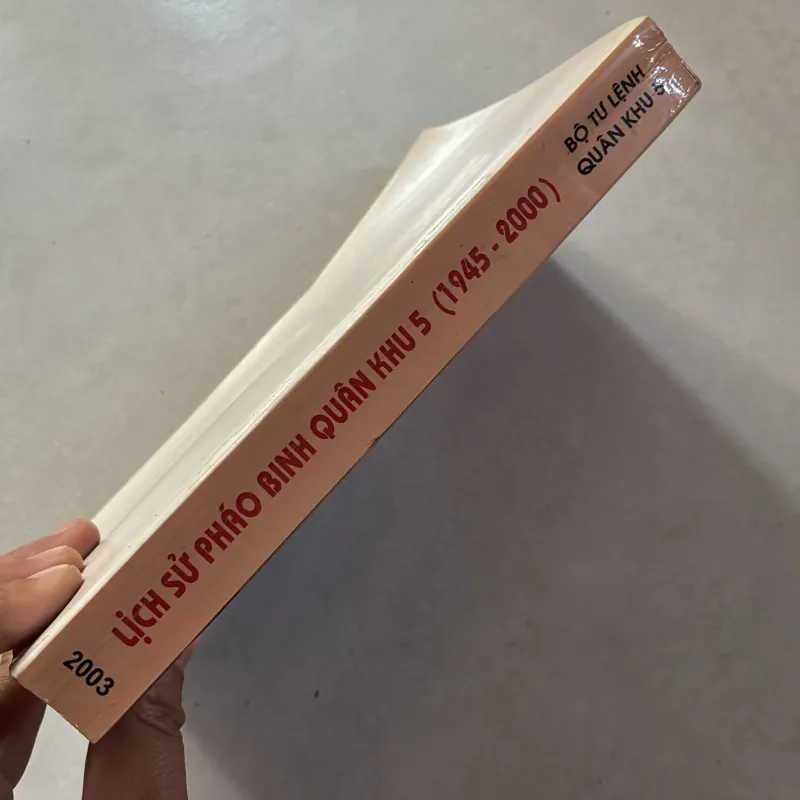 2003
LỊCH SỬ PHÁO BINH QUÂN KHU 5 (1945 - 2000)
BỘ TƯ LỆNH
QUÂN KHU 5